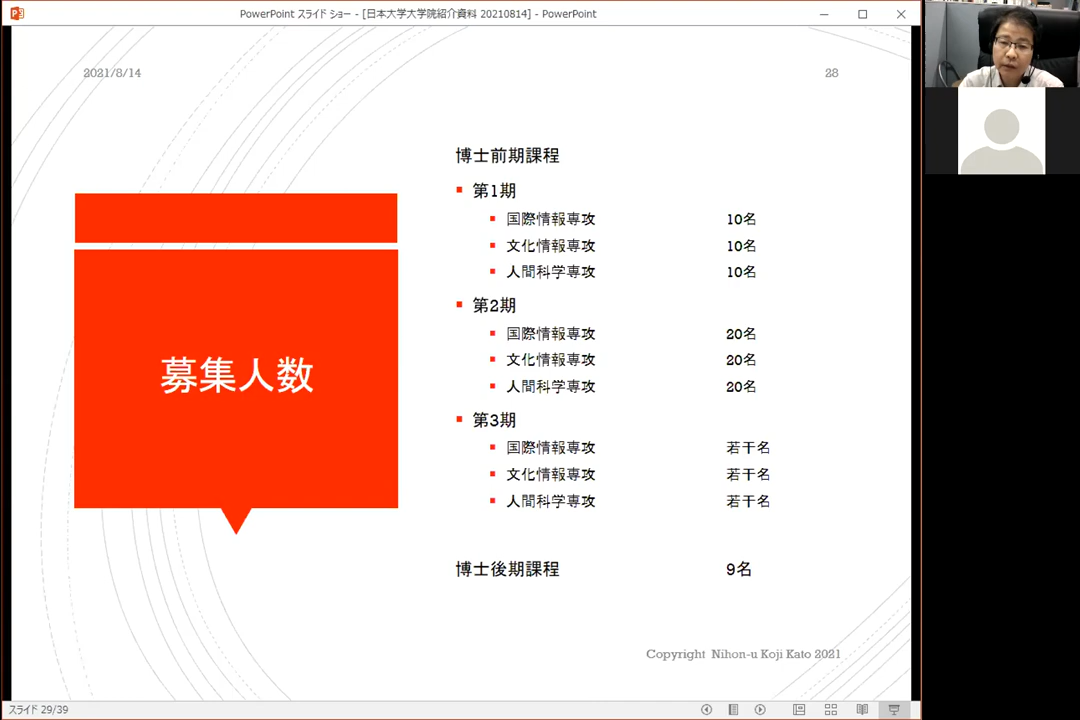 PowerPoint スライド ショー - [日本大学大学院紹介資料 20210814] - PowerPoint
2021/8/14
28
募集人数
博士前期課程
第1期
国際情報専攻 10名
文化情報専攻 10名
人間科学専攻 10名
第2期
国際情報専攻 20名
文化情報専攻 20名
人間科学専攻 20名
第3期
国際情報専攻 若干名
文化情報専攻 若干名
人間科学専攻 若干名
博士後期課程 9名
Copyright Nihon-u Koji Kato 2021
スライド 29/39